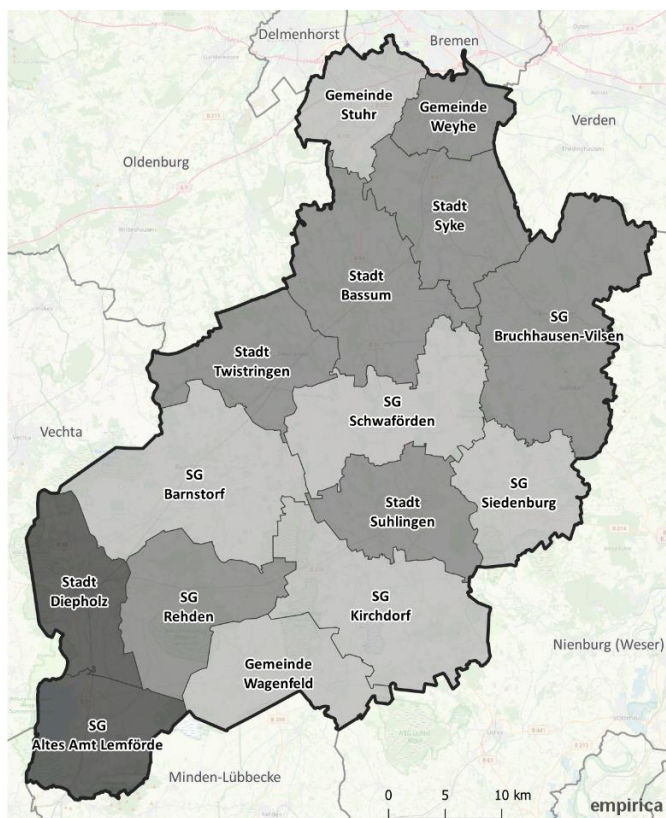 Delmenhorst
Bremen
Gemeinde
Stuhr
Gemeinde
Weyhe
Verden
Oldenburg
Stadt
Syke
Stadt
Bassum
SG
Bruchhausen-Vilsen
Stadt
Twistringen
SG
Schwaförden
Vechta
SG
Barnstorf
SG
Siedenburg
Stadt
Suhlingen
Stadt
Diepholz
SG
Rehden
SG
Kirchdorf
Nienburg (Weser)
Gemeinde
Wagenfeld
SG
Altes Amt Lemförde
Minden-Lübbecke
0 5 10 km
empirica